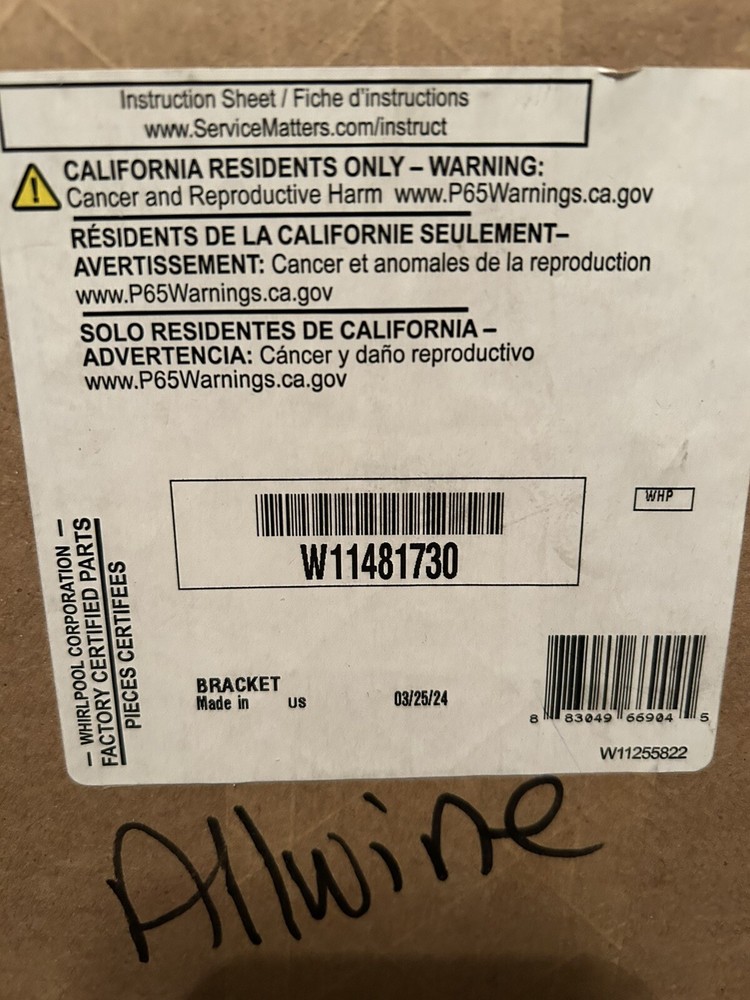 Instruction Sheet / Fiche d'instructions
www.ServiceMatters.com/instruct
CALIFORNIA RESIDENTS ONLY – WARNING:
Cancer and Reproductive Harm www.P65Warnings.ca.gov
RÉSIDENTS DE LA CALIFORNIE SEULEMENT–
AVERTISSEMENT: Cancer et anomales de la reproduction
www.P65Warnings.ca.gov
SOLO RESIDENTES DE CALIFORNIA –
ADVERTENCIA: Cáncer y daño reproductivo
www.P65Warnings.ca.gov
WHP
W11481730
– WHIRLPOOL CORPORATION –
FACTORY CERTIFIED PARTS
PIECES CERTIFEES
BRACKET
Made in US 03/25/24
8 83049 66904 5
W11255822
Allwine